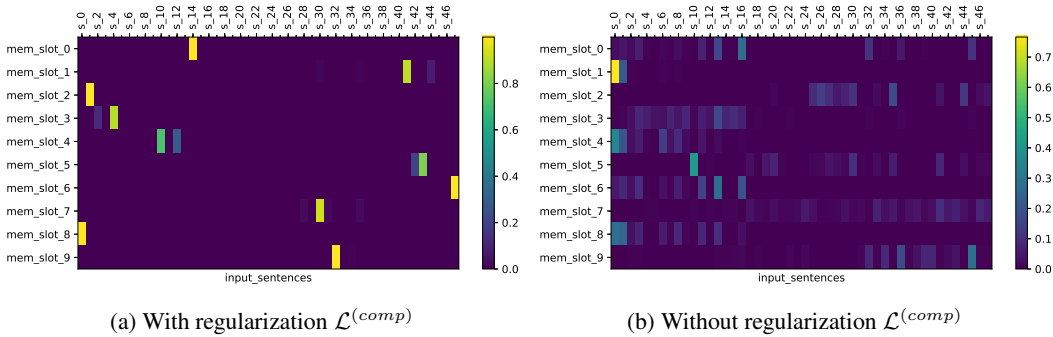 s_0 s_2 s_4 s_6 s_8 s_10 s_12 s_14 s_16 s_18 s_20 s_22 s_24 s_26 s_28 s_30 s_32 s_34 s_36 s_38 s_40 s_42 s_44 s_46
mem_slot_0
mem_slot_1
mem_slot_2
mem_slot_3
mem_slot_4
mem_slot_5
mem_slot_6
mem_slot_7
mem_slot_8
mem_slot_9
input_sentences
0.8
0.6
0.4
0.2
0.0
(a) With regularization ℒ^(comp)
s_0 s_2 s_4 s_6 s_8 s_10 s_12 s_14 s_16 s_18 s_20 s_22 s_24 s_26 s_28 s_30 s_32 s_34 s_36 s_38 s_40 s_42 s_44 s_46
mem_slot_0
mem_slot_1
mem_slot_2
mem_slot_3
mem_slot_4
mem_slot_5
mem_slot_6
mem_slot_7
mem_slot_8
mem_slot_9
input_sentences
0.7
0.6
0.5
0.4
0.3
0.2
0.1
0.0
(b) Without regularization ℒ^(comp)